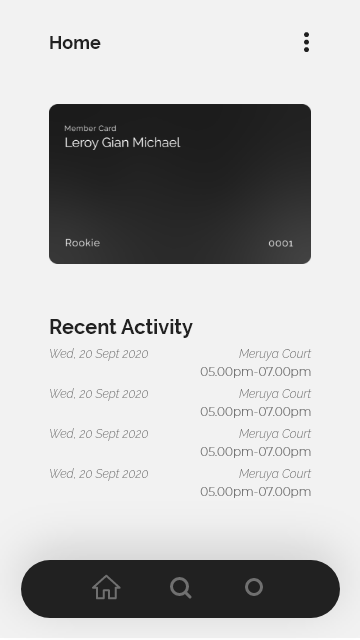 Home
Member Card
Leroy Gian Michael
Rookie 0001
Recent Activity
Wed, 20 Sept 2020 Meruya Court
05.00pm-07.00pm
Wed, 20 Sept 2020 Meruya Court
05.00pm-07.00pm
Wed, 20 Sept 2020 Meruya Court
05.00pm-07.00pm
Wed, 20 Sept 2020 Meruya Court
05.00pm-07.00pm